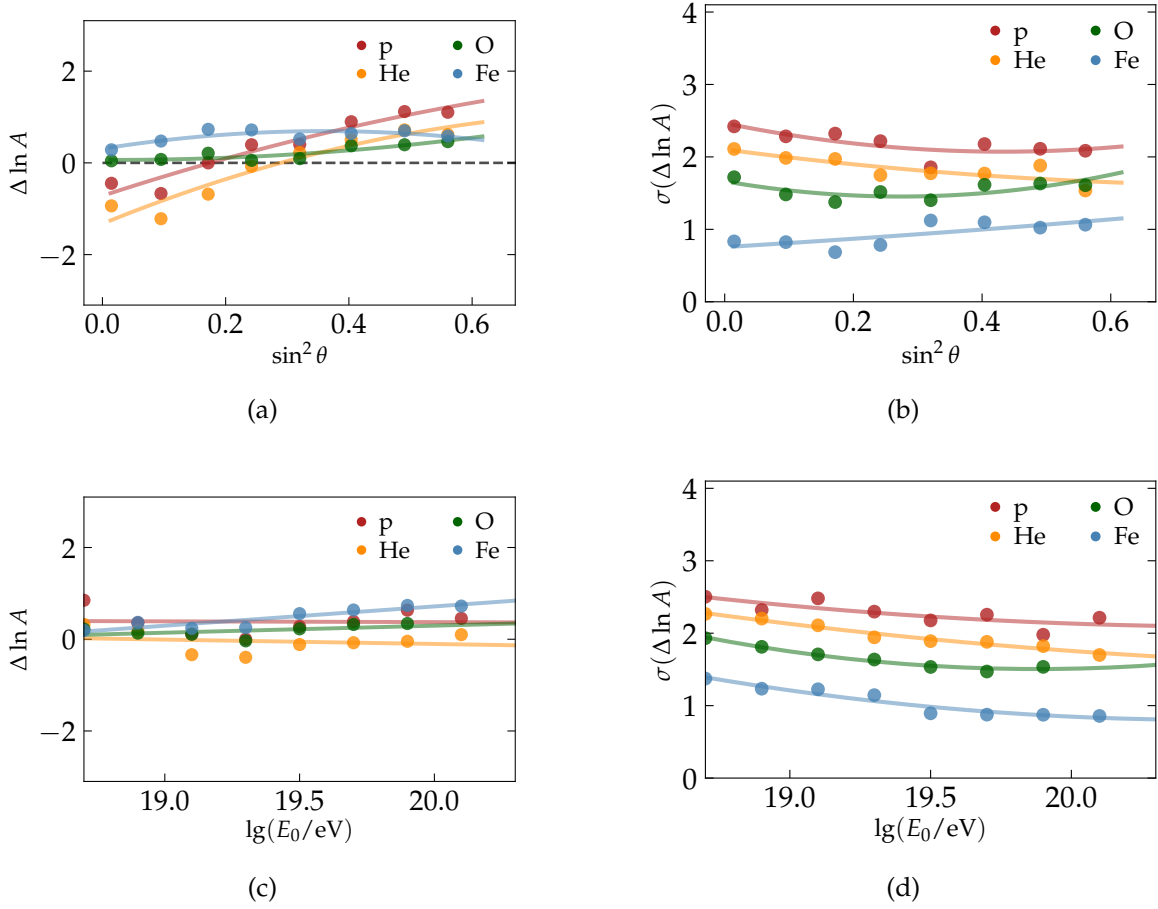 p
O
He
Fe
2
0
−2
Δ ln A
0.0
0.2
0.4
0.6
sin² θ
(a)
p
O
He
Fe
4
3
2
1
0
σ(Δ ln A)
0.0
0.2
0.4
0.6
sin² θ
(b)
p
O
He
Fe
2
0
−2
Δ ln A
19.0
19.5
20.0
lg(E₀/eV)
(c)
p
O
He
Fe
4
3
2
1
0
σ(Δ ln A)
19.0
19.5
20.0
lg(E₀/eV)
(d)